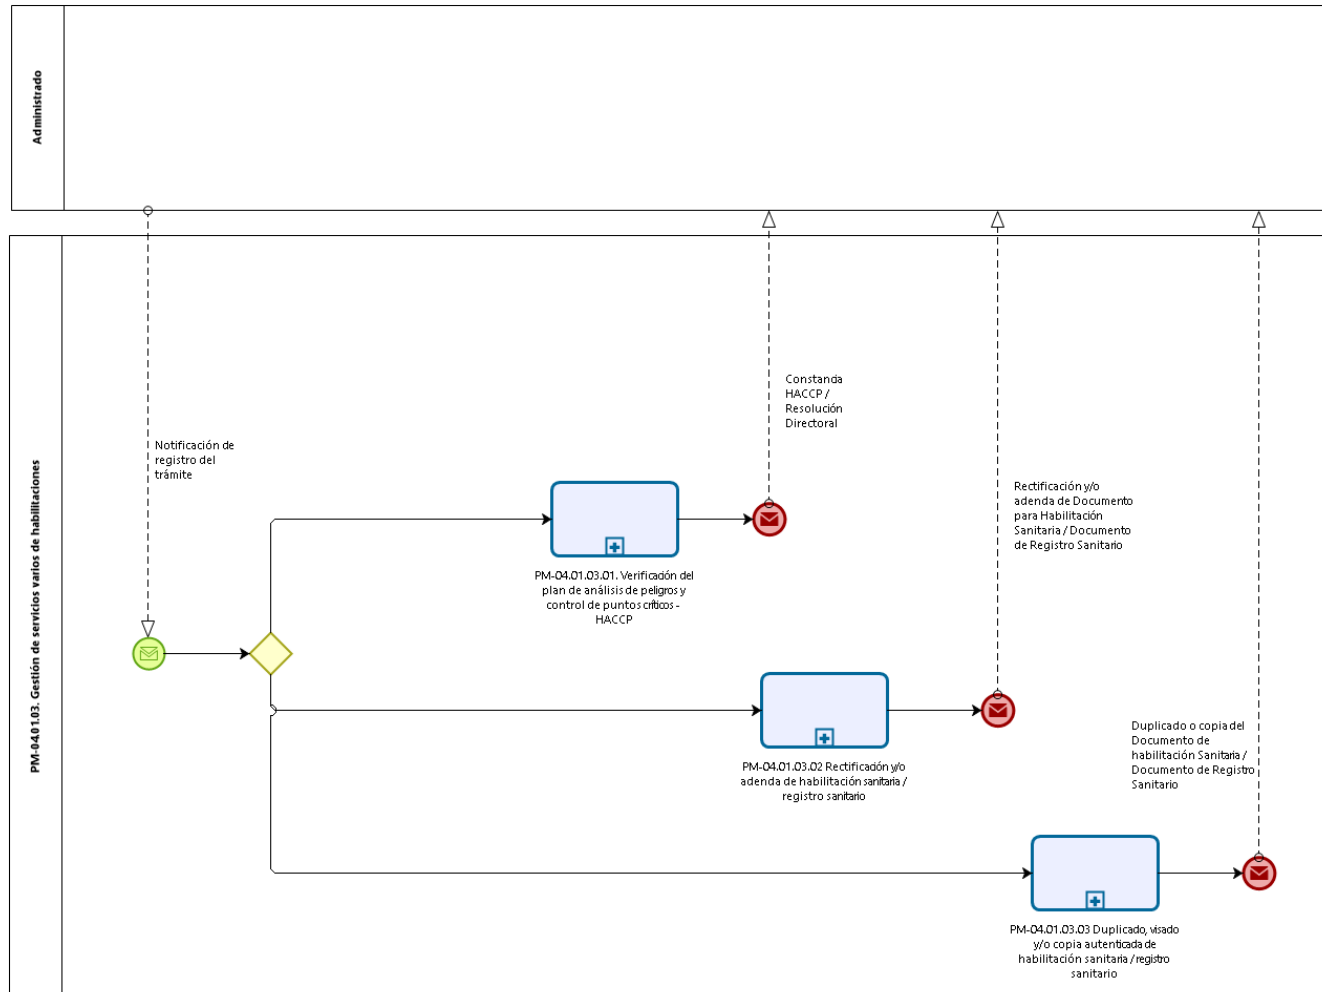 Administrado
PM-04.01.03. Gestión de servicios varios de habilitaciones
Notificación de
registro del
trámite
Constancia
HACCP /
Resolución
Directoral
PM-04.01.03.01. Verificación del
plan de análisis de peligros y
control de puntos críticos -
HACCP
Rectificación y/o
adenda de Documento
para Habilitación
Sanitaria / Documento
de Registro Sanitario
PM-04.01.03.02 Rectificación y/o
adenda de habilitación sanitaria /
registro sanitario
Duplicado o copia del
Documento de
habilitación Sanitaria /
Documento de Registro
Sanitario
PM-04.01.03.03 Duplicado, visado
y/o copia autenticada de
habilitación sanitaria / registro
sanitario